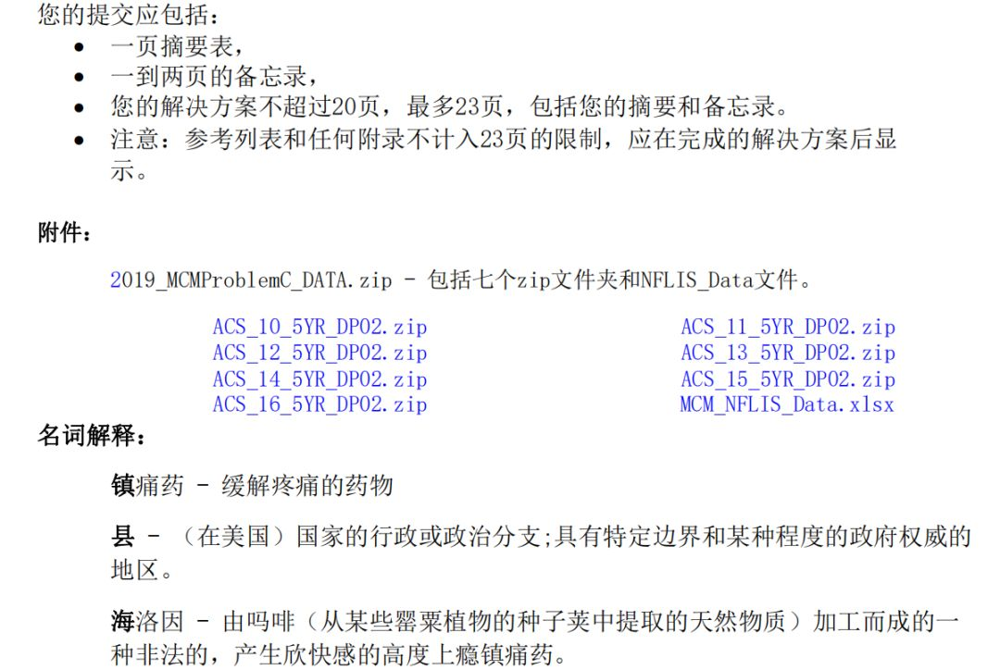 您的提交应包括:
• 一页摘要表，
• 一到两页的备忘录，
• 您的解决方案不超过20页，最多23页，包括您的摘要和备忘录。
• 注意：参考列表和任何附录不计入23页的限制，应在完成的解决方案后显
示。
附件：
2019_MCMProblemC_DATA.zip - 包括七个zip文件夹和NFLIS_Data文件。
ACS_10_5YR_DP02.zip ACS_11_5YR_DP02.zip
ACS_12_5YR_DP02.zip ACS_13_5YR_DP02.zip
ACS_14_5YR_DP02.zip ACS_15_5YR_DP02.zip
ACS_16_5YR_DP02.zip MCM_NFLIS_Data.xlsx
名词解释：
镇痛药 - 缓解疼痛的药物
县 - （在美国）国家的行政或政治分支;具有特定边界和某种程度的政府权威的
地区。
海洛因 - 由吗啡（从某些罂粟植物的种子荚中提取的天然物质）加工而成的一
种非法的，产生欣快感的高度上瘾镇痛药。